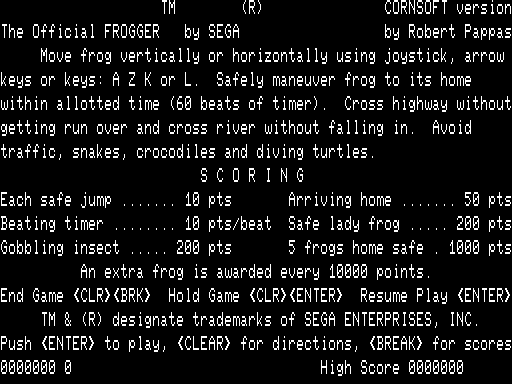 TM (R) CORNSOFT version
The Official FROGGER by SEGA by Robert Pappas
Move frog vertically or horizontally using joystick, arrow
keys or keys: A Z K or L. Safely maneuver frog to its home
within allotted time (60 beats of timer). Cross highway without
getting run over and cross river without falling in. Avoid
traffic, snakes, crocodiles and diving turtles.
S C O R I N G
Each safe jump ....... 10 pts Arriving home ....... 50 pts
Beating timer ........ 10 pts/beat Safe lady frog ..... 200 pts
Gobbling insect ..... 200 pts 5 frogs home safe . 1000 pts
An extra frog is awarded every 10000 points.
End Game <CLR><BRK> Hold Game <CLR><ENTER> Resume Play <ENTER>
TM & (R) designate trademarks of SEGA ENTERPRISES, INC.
Push <ENTER> to play, <CLEAR> for directions, <BREAK> for scores
0000000 0 High Score 0000000